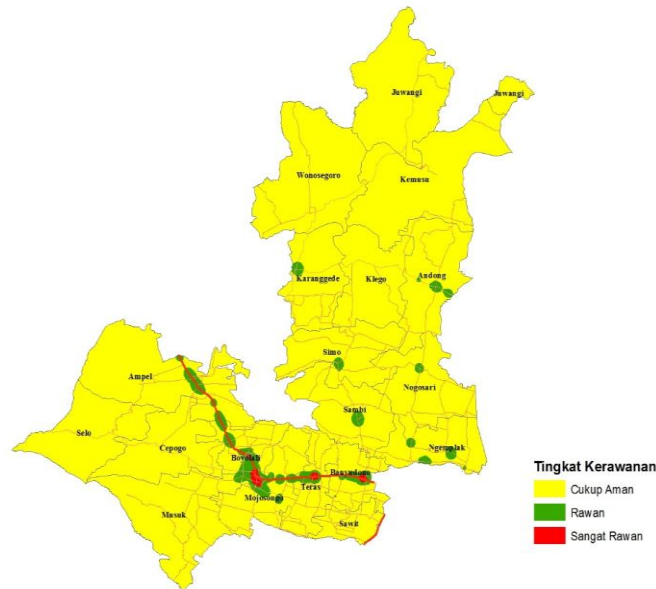 Juwangi
Juwangi
Wonosegoro
Kemusu
Karanggede
Klego
Andong
Simo
Ampel
Nogosari
Sambi
Selo
Cepogo
Ngemplak
Boyolali
Banyudono
Teras
Mojosongo
Musuk
Sawit
Tingkat Kerawanan
Cukup Aman
Rawan
Sangat Rawan